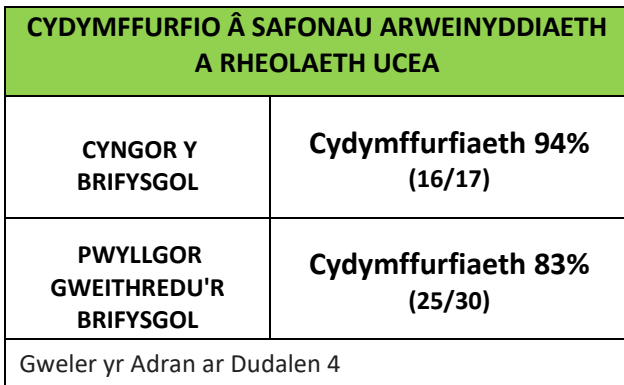 CYDYMFFURFIO Â SAFONAU ARWEINYDDIAETH
A RHEOLAETH UCEA
CYNGOR Y
BRIFYSGOL
Cydymffurfiaeth 94%
(16/17)
PWYLLGOR
GWEITHREDU'R
BRIFYSGOL
Cydymffurfiaeth 83%
(25/30)
Gweler yr Adran ar Dudalen 4